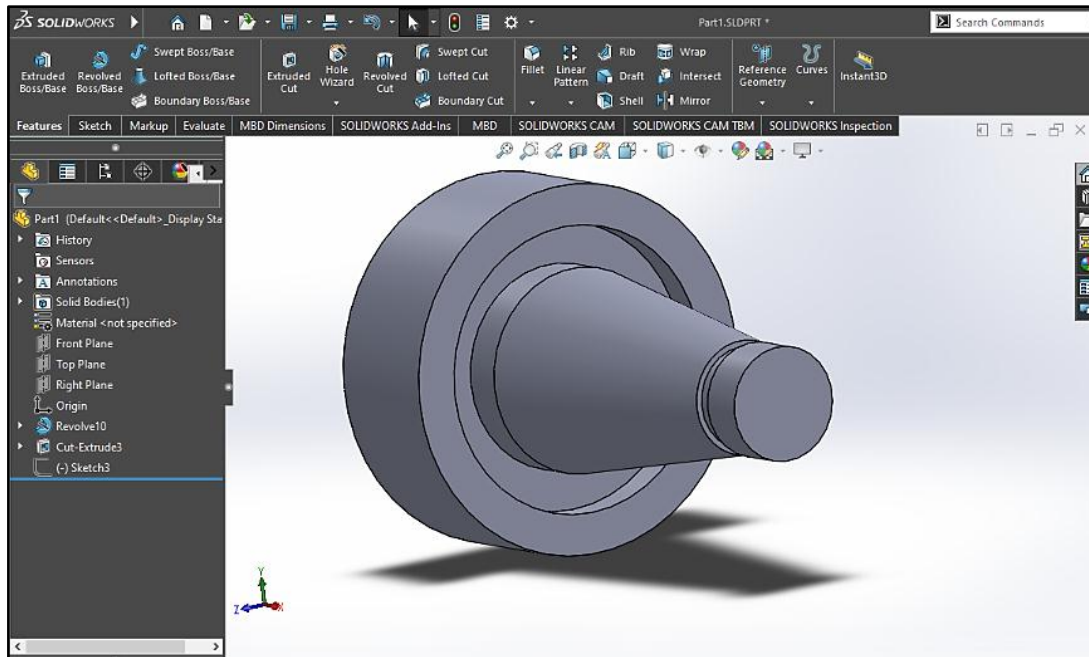 SOLIDWORKS
Part1.SLDPRT *
Search Commands
Extruded Boss/Base
Revolved Boss/Base
Swept Boss/Base
Lofted Boss/Base
Boundary Boss/Base
Extruded Cut
Hole Wizard
Revolved Cut
Swept Cut
Lofted Cut
Boundary Cut
Fillet
Linear Pattern
Rib
Draft
Shell
Wrap
Intersect
Mirror
Reference Geometry
Curves
Instant3D
Features Sketch Markup Evaluate MBD Dimensions SOLIDWORKS Add-Ins MBD SOLIDWORKS CAM SOLIDWORKS CAM TBM SOLIDWORKS Inspection
Part1 (Default<<Default>_Display Sta
History
Sensors
Annotations
Solid Bodies(1)
Material <not specified>
Front Plane
Top Plane
Right Plane
Origin
Revolve10
Cut-Extrude3
(-) Sketch3
Y
Z
X